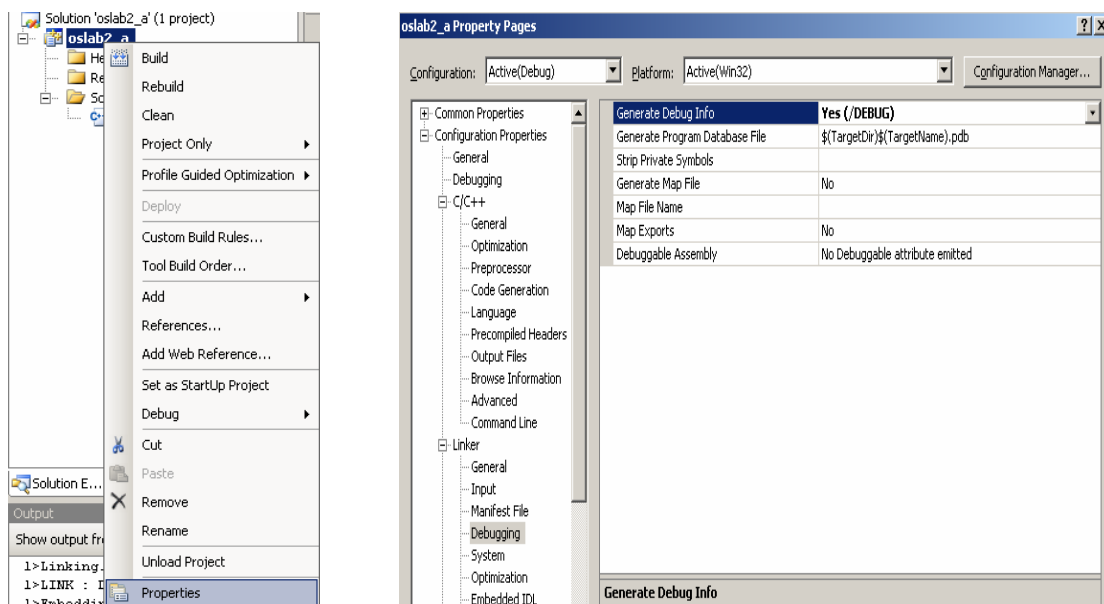 Solution 'oslab2_a' (1 project)
oslab2_a
He
Re
So
Build
Rebuild
Clean
Project Only
Profile Guided Optimization
Deploy
Custom Build Rules...
Tool Build Order...
Add
References...
Add Web Reference...
Set as StartUp Project
Debug
Cut
Paste
Remove
Rename
Unload Project
Properties
Solution E...
Output
Show output fr
1>Linking.
1>LINK : I
1>Embeddin
oslab2_a Property Pages
Configuration: Active(Debug) Platform: Active(Win32) Configuration Manager...
Common Properties
Configuration Properties
General
Debugging
C/C++
General
Optimization
Preprocessor
Code Generation
Language
Precompiled Headers
Output Files
Browse Information
Advanced
Command Line
Linker
General
Input
Manifest File
Debugging
System
Optimization
Embedded IDL
Generate Debug Info Yes (/DEBUG)
Generate Program Database File $(TargetDir)$(TargetName).pdb
Strip Private Symbols
Generate Map File No
Map File Name
Map Exports No
Debuggable Assembly No Debuggable attribute emitted
Generate Debug Info